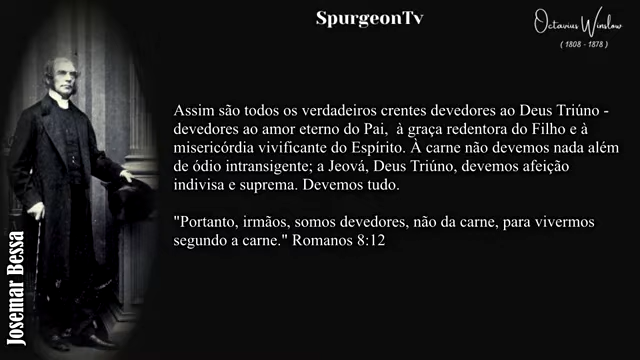 SpurgeonTv
Octavius Winslow
( 1808 - 1878 )
Assim são todos os verdadeiros crentes devedores ao Deus Triúno -
devedores ao amor eterno do Pai,  à graça redentora do Filho e à
misericórdia vivificante do Espírito. À carne não devemos nada além
de ódio intransigente; a Jeová, Deus Triúno, devemos afeição
indivisa e suprema. Devemos tudo.
"Portanto, irmãos, somos devedores, não da carne, para vivermos
segundo a carne." Romanos 8:12
Josemar Bessa